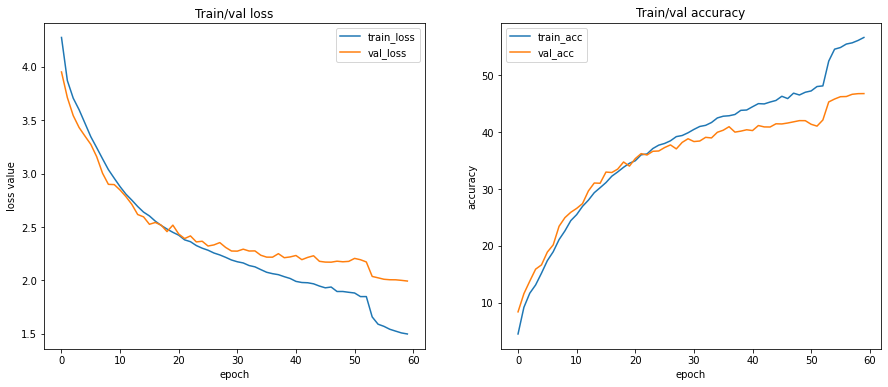 Train/val loss
train_loss
val_loss
loss value
4.0
3.5
3.0
2.5
2.0
1.5
0
10
20
30
40
50
60
epoch
Train/val accuracy
train_acc
val_acc
accuracy
50
40
30
20
10
0
10
20
30
40
50
60
epoch